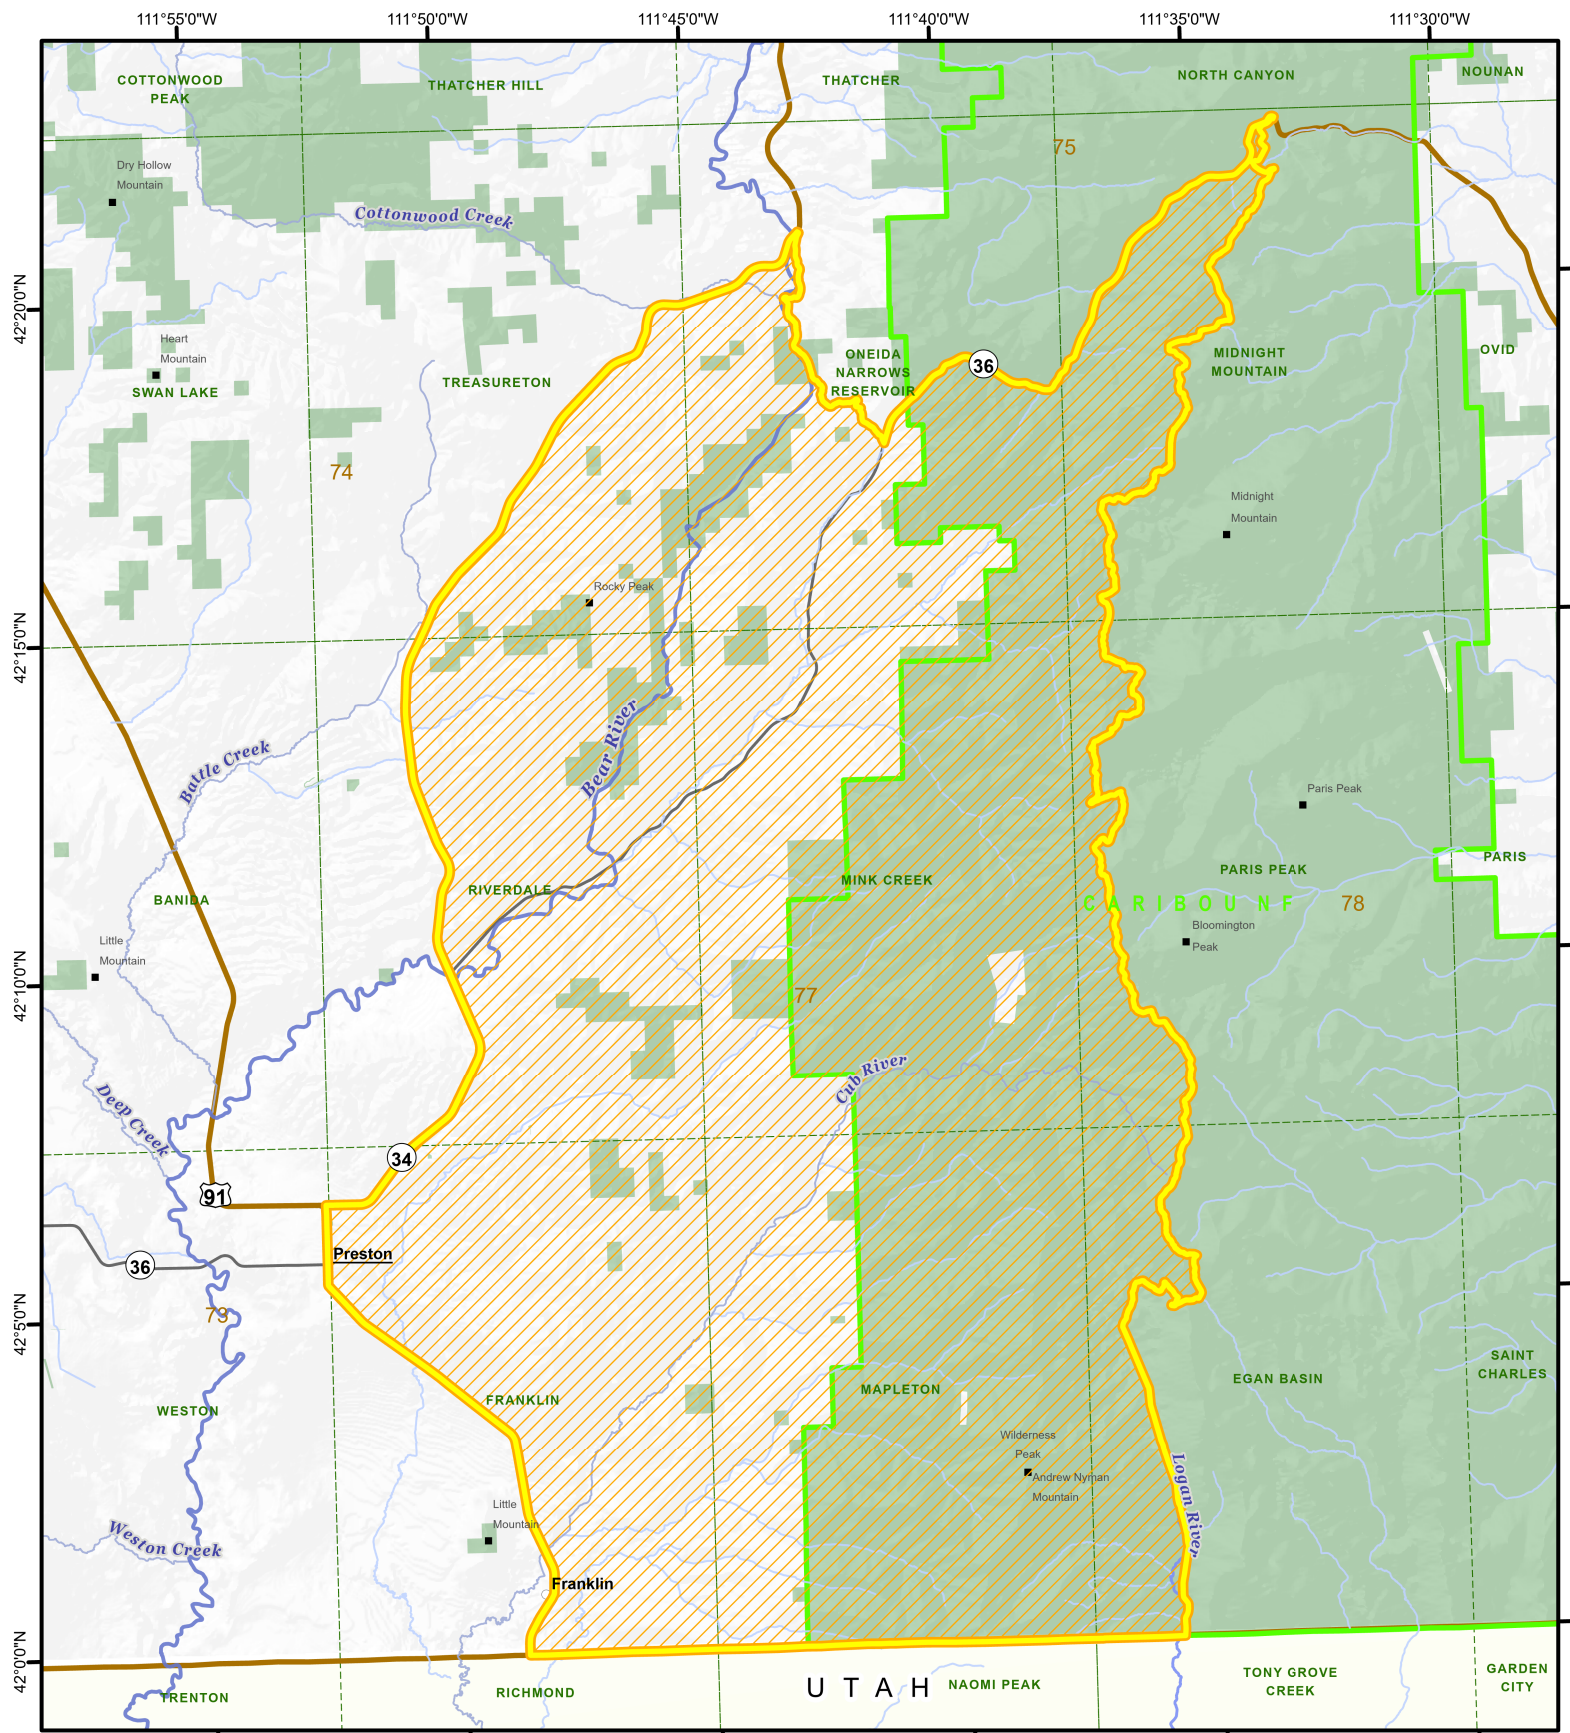 111°55'0"W
111°50'0"W
111°45'0"W
111°40'0"W
111°35'0"W
111°30'0"W
COTTONWOOD
PEAK
THATCHER HILL
THATCHER
NORTH CANYON
NOUNAN
75
Dry Hollow
Mountain
Cottonwood Creek
42°20'0"N
Heart
Mountain
SWAN LAKE
TREASURETON
ONEIDA
NARROWS
RESERVOIR
36
MIDNIGHT
MOUNTAIN
OVID
74
Midnight
Mountain
Rocky Peak
42°15'0"N
Bear River
Battle Creek
Paris Peak
BANIDA
RIVERDALE
MINK CREEK
PARIS PEAK
PARIS
CARIBOU NF
78
Bloomington
Peak
Little
Mountain
42°10'0"N
77
Cub River
Deep Creek
34
91
Preston
36
73
42°5'0"N
WESTON
FRANKLIN
MAPLETON
EGAN BASIN
SAINT
CHARLES
Wilderness
Peak
Andrew Nyman
Mountain
Logan River
Little
Mountain
Weston Creek
Franklin
42°0'0"N
TRENTON
RICHMOND
UTAH
NAOMI PEAK
TONY GROVE
CREEK
GARDEN
CITY